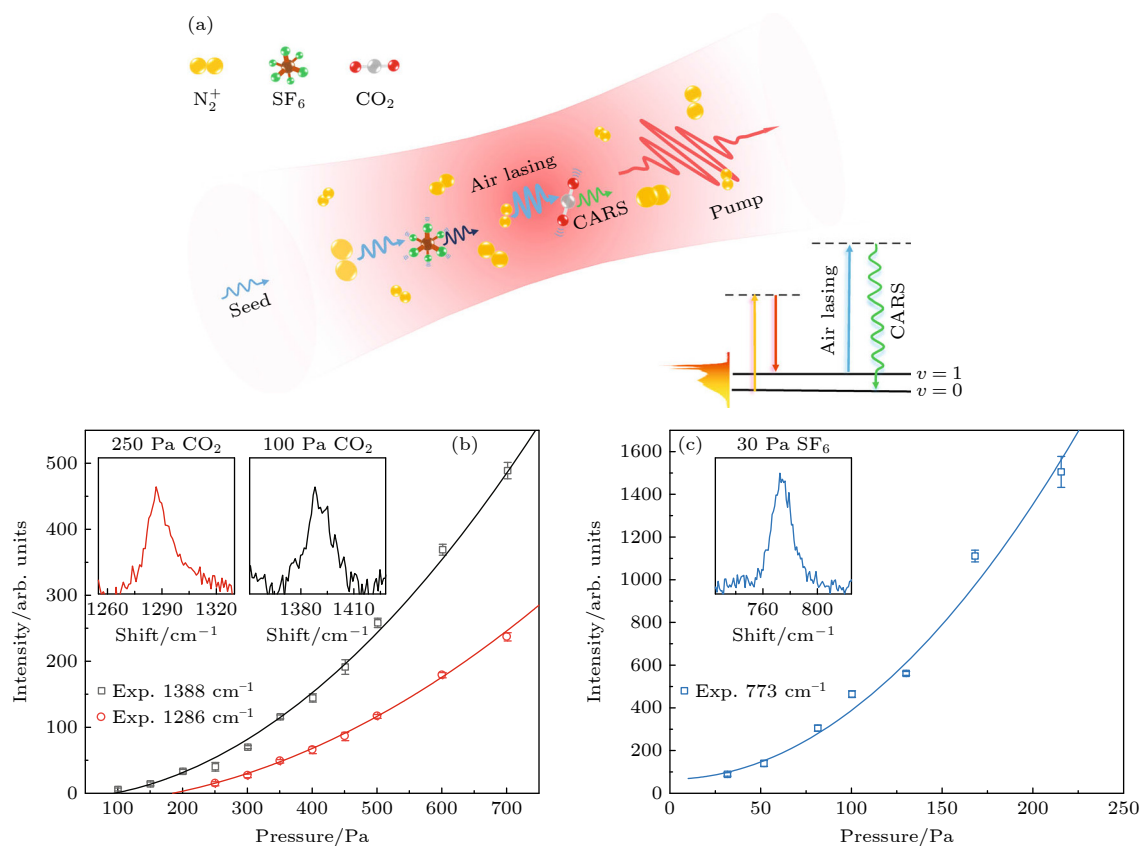 (a)
N₂⁺ SF₆ CO₂
Air lasing
CARS
Pump
Seed
Air lasing
CARS
v = 1
v = 0
(b)
250 Pa CO₂
100 Pa CO₂
1260 1290 1320
Shift/cm⁻¹
1380 1410
Shift/cm⁻¹
Exp. 1388 cm⁻¹
Exp. 1286 cm⁻¹
500
400
300
200
100
0
Intensity/arb. units
100 200 300 400 500 600 700
Pressure/Pa
(c)
30 Pa SF₆
760 800
Shift/cm⁻¹
Exp. 773 cm⁻¹
1600
1400
1200
1000
800
600
400
200
0
Intensity/arb. units
0 50 100 150 200 250
Pressure/Pa